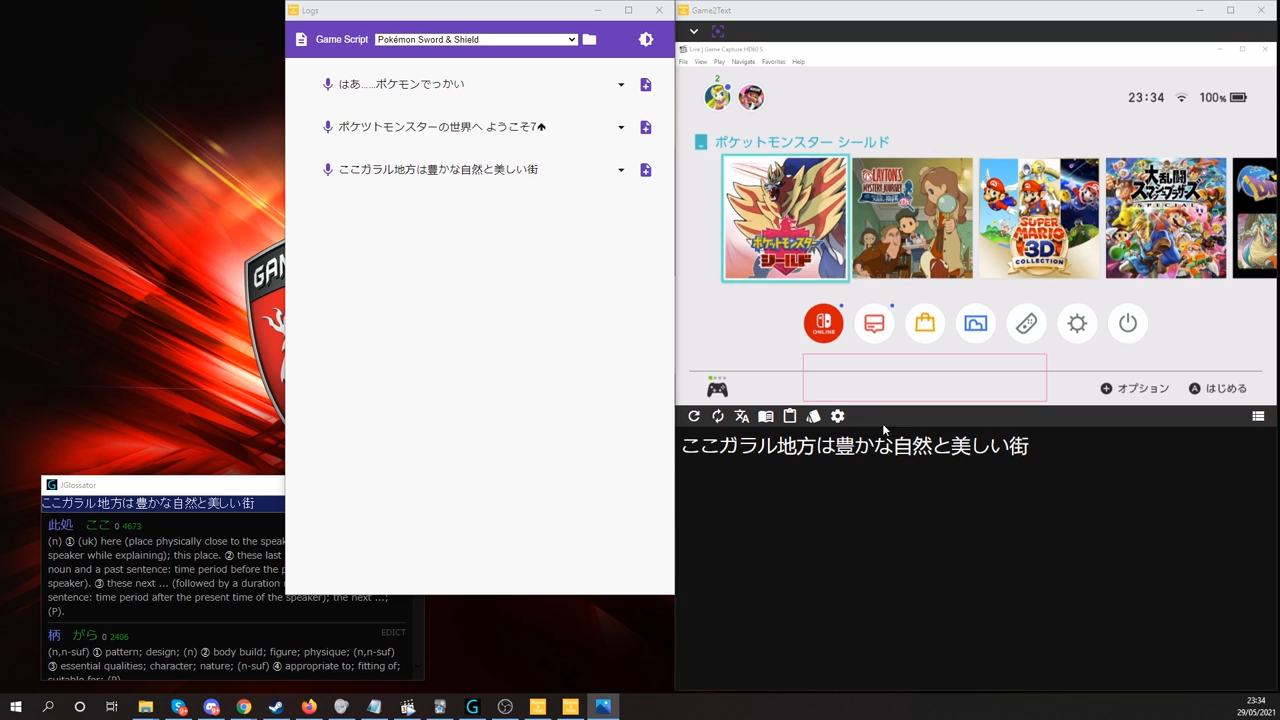 Logs
Game Script
Pokémon Sword & Shield
はあ……ポケモンでっかい
ポケツトモンスターの世界へ ようこそ7↑
ここガラル地方は豊かな自然と美しい街
Game2Text
Live | Game Capture HD60 S
File View Play Navigate Favorites Help
2
23:34 100%
ポケットモンスター シールド
ポケットモンスター
シールド
LAYTON'S
MYSTERY JOURNEY
SUPER
MARIO
3D
COLLECTION
大乱闘
スマッシュブラザーズ
SPECIAL
ONLINE
オプション はじめる
ここガラル地方は豊かな自然と美しい街
JGlossator
ここガラル地方は豊かな自然と美しい街
此処 ここ 0 4673
(n) ① (uk) here (place physically close to the spea
speaker while explaining); this place. ② these last
noun and a past sentence: time period before the p
speaker). ③ these next ... (followed by a duration
sentence: time period after the present time of the speaker); the next ...;
(P).
柄 がら 0 2406
EDICT
(n,n-suf) ① pattern; design; (n) ② body build; figure; physique; (n,n-suf)
③ essential qualities; character; nature; (n-suf) ④ appropriate to; fitting of;
suitable for; (P)
GAM
23:34
29/05/2021